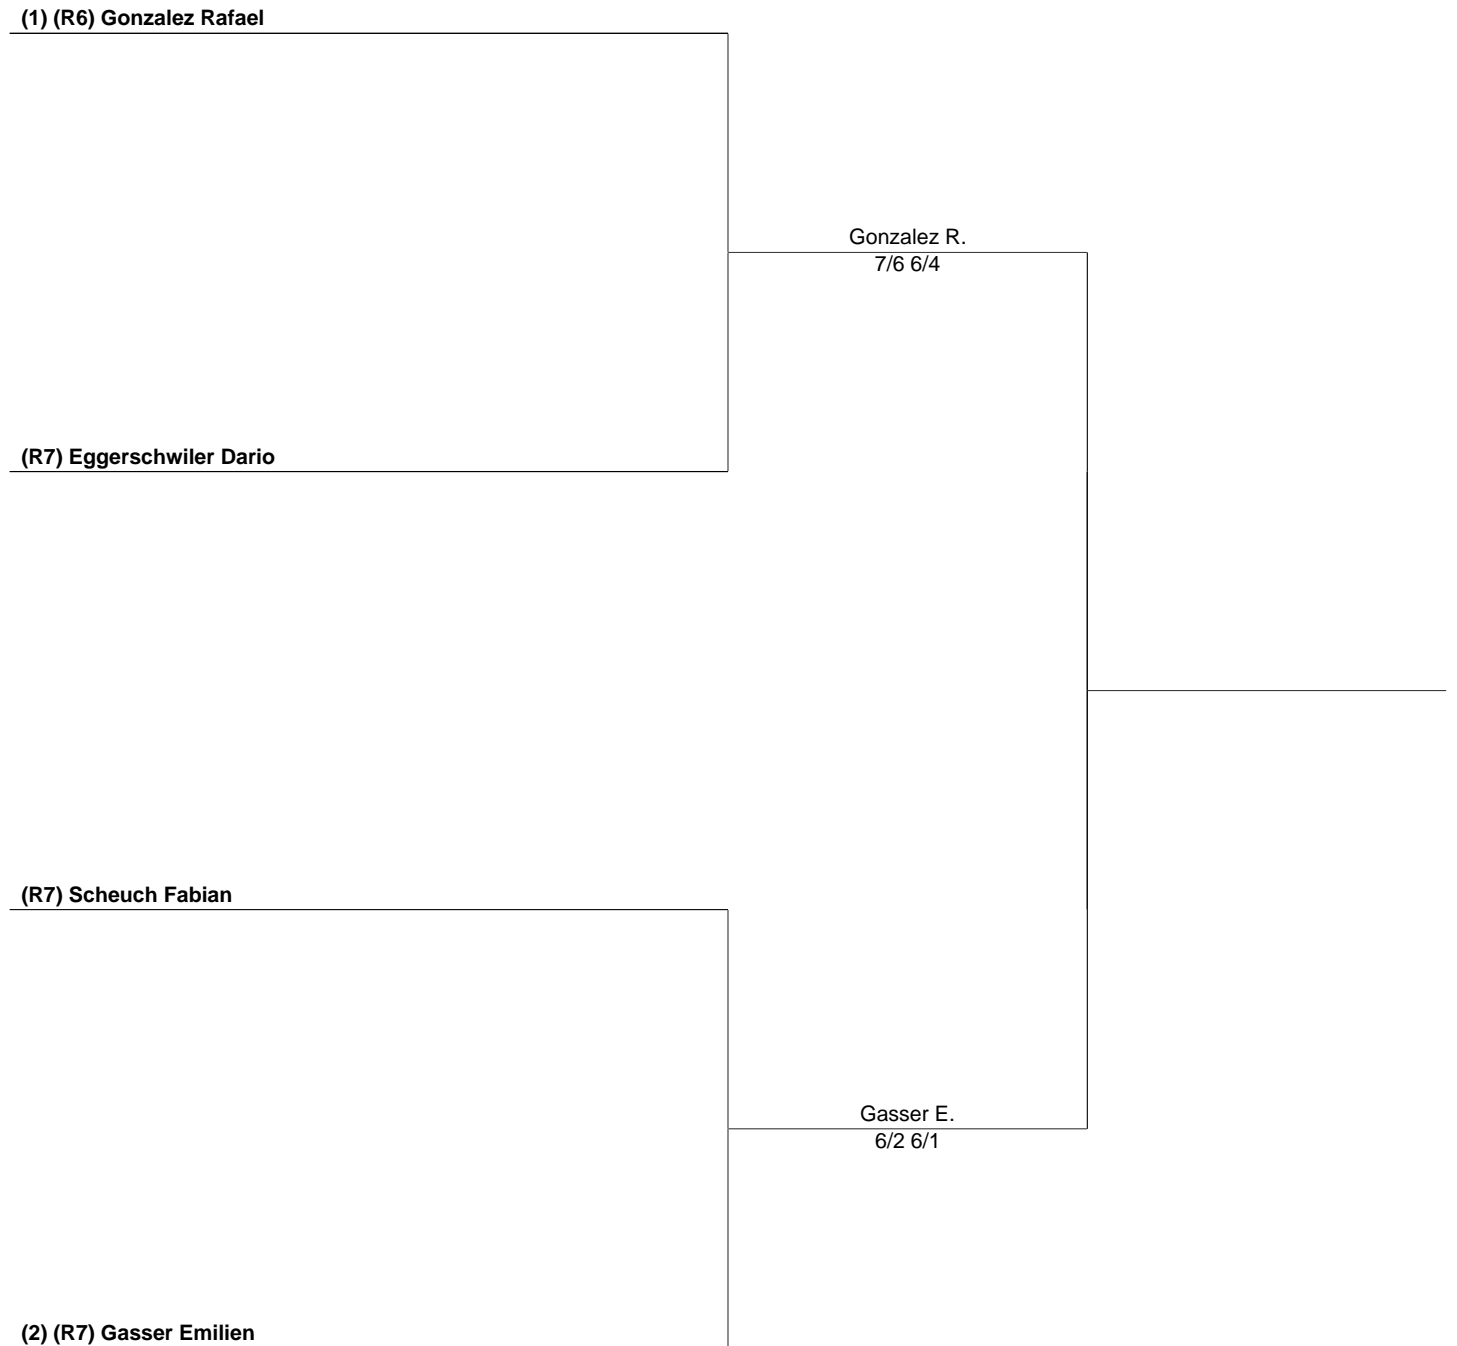 (1) (R6) Gonzalez Rafael
Gonzalez R.
7/6 6/4
(R7) Eggerschwiler Dario
(R7) Scheuch Fabian
Gasser E.
6/2 6/1
(2) (R7) Gasser Emilien